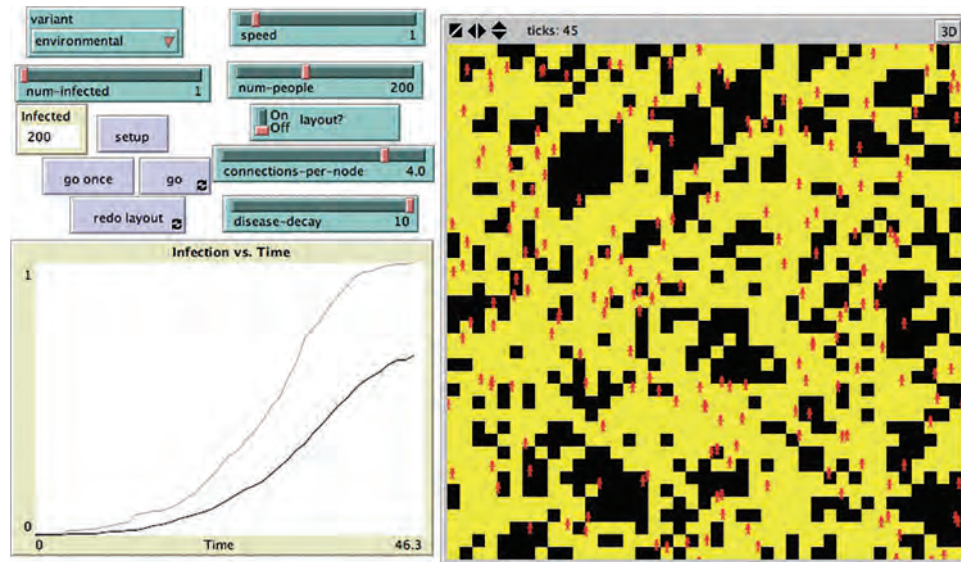 variant
environmental
speed 1
num-infected 1
num-people 200
Infected
200
setup
On
Off
layout?
go once
go
connections-per-node 4.0
redo layout
disease-decay 10
Infection vs. Time
1
0
0
Time
46.3
ticks: 45
3D